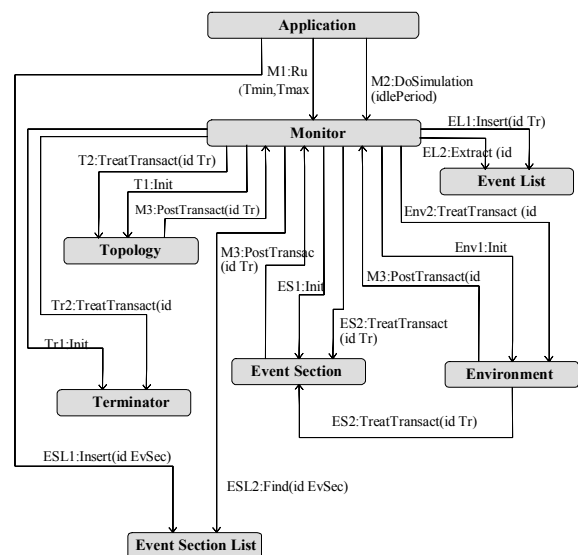 Application
M1:Ru
(Tmin,Tmax
M2:DoSimulation
(idlePeriod)
EL1:Insert(id Tr)
Monitor
EL2:Extract (id
T2:TreatTransact(id Tr)
Event List
T1:Init
M3:PostTransact(id Tr)
Env2:TreatTransact (id
Topology
M3:PostTransac
(id Tr)
Env1:Init
ES1:Init
M3:PostTransact(id
Tr2:TreatTransact(id
ES2:TreatTransact
(id Tr)
Tr1:Init
Event Section
Environment
Terminator
ES2:TreatTransact(id Tr)
ESL1:Insert(id EvSec)
ESL2:Find(id EvSec)
Event Section List